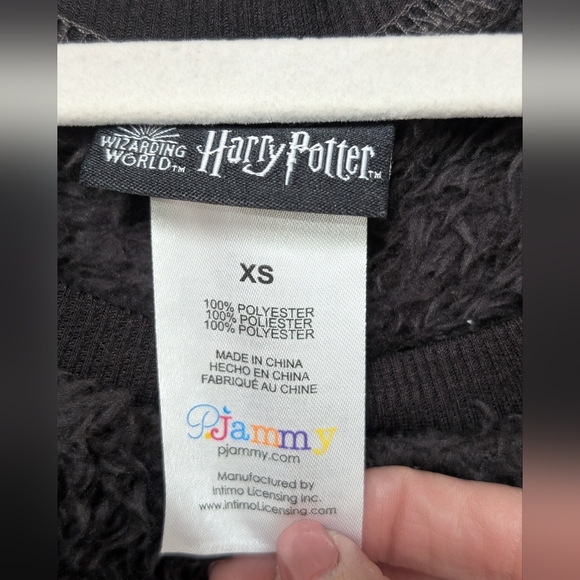 WIZARDING
WORLD™
Harry Potter™
XS
100% POLYESTER
100% POLIESTER
100% POLYESTER
MADE IN CHINA
HECHO EN CHINA
FABRIQUÉ AU CHINE
PJammy
pjammy.com
Manufactured by
Intimo Licensing Inc.
www.IntimoLicensing.com